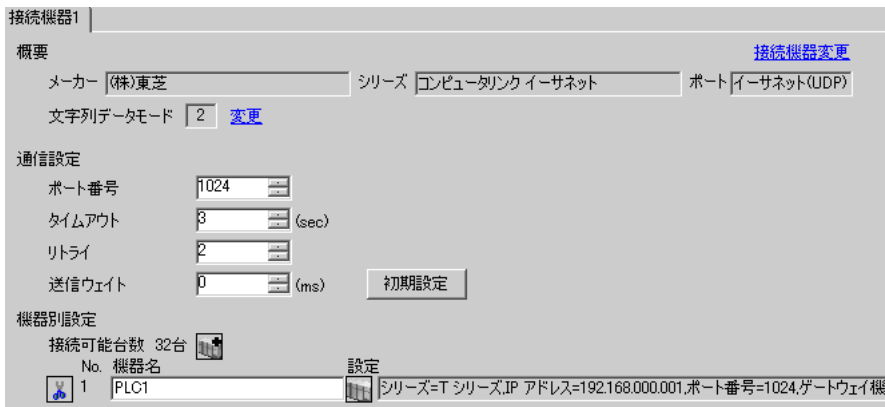 接続機器1
概要 接続機器変更
メーカー (株)東芝 シリーズ コンピュータリンク イーサネット ポート イーサネット(UDP)
文字列データモード 2 変更
通信設定
ポート番号 1024
タイムアウト 3 (sec)
リトライ 2
送信ウェイト 0 (ms) 初期設定
機器別設定
接続可能台数 32台
No. 機器名 設定
1 PLC1 シリーズ=T シリーズ,IP アドレス=192.168.000.001,ポート番号=1024,ゲートウェイ機